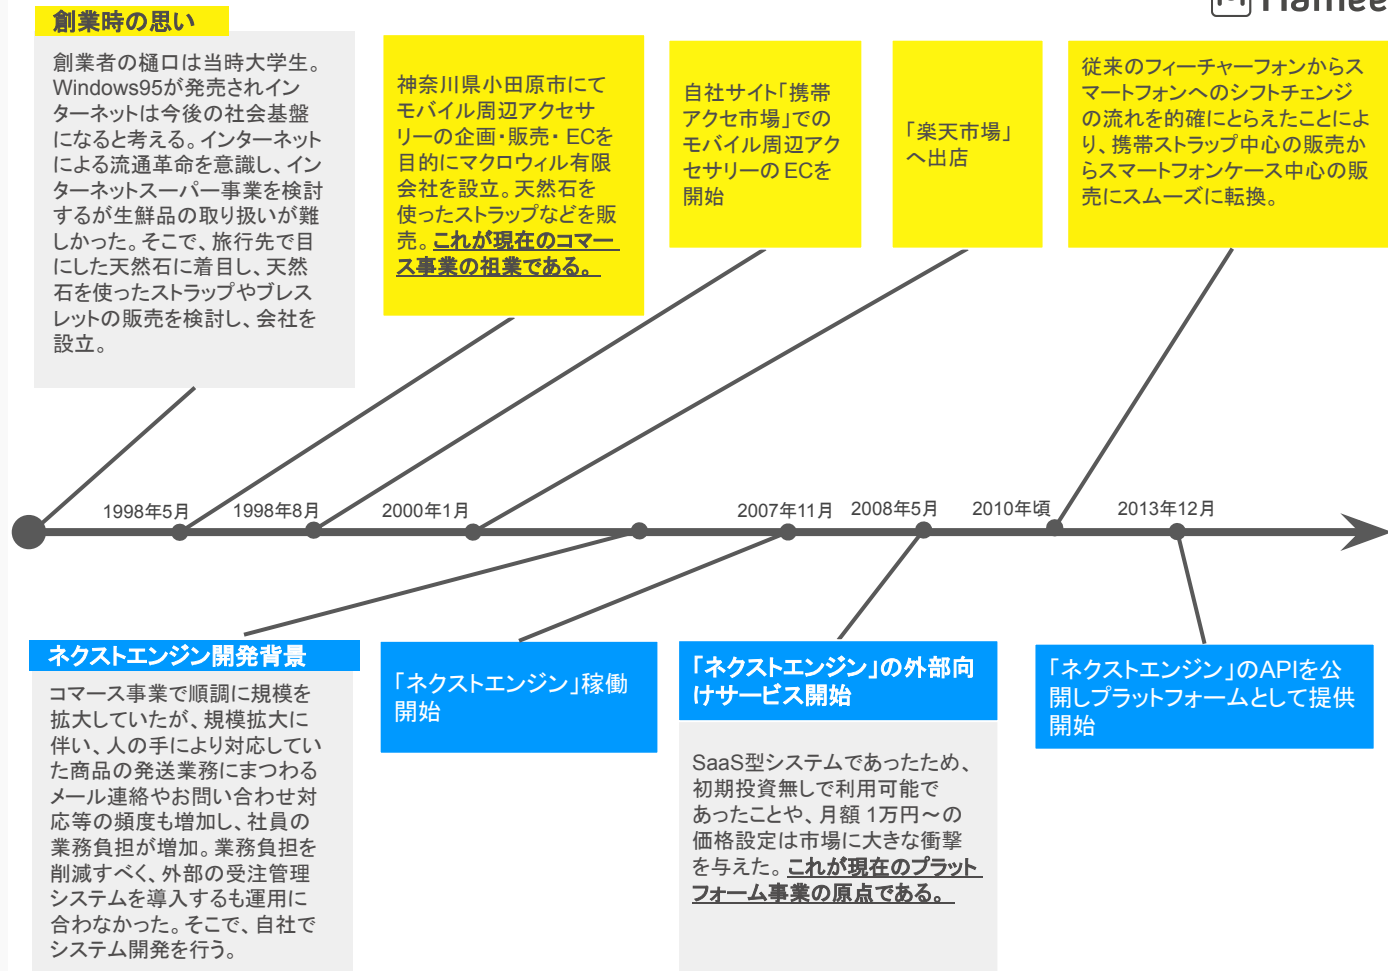 創業時の思い
創業者の樋口は当時大学生。
Windows95が発売されイン
ターネットは今後の社会基盤
になると考える。インターネット
による流通革命を意識し、イン
ターネットスーパー事業を検討
するが生鮮品の取り扱いが難
しかった。そこで、旅行先で目
にした天然石に着目し、天然
石を使ったストラップやブレス
レットの販売を検討し、会社を
設立。
神奈川県小田原市にて
モバイル周辺アクセサ
リーの企画・販売・ECを
目的にマクロウィル有限
会社を設立。天然石を
使ったストラップなどを販
売。これが現在のコマー
ス事業の祖業である。
自社サイト「携帯
アクセ市場」での
モバイル周辺アク
セサリーのECを
開始
「楽天市場」
へ出店
従来のフィーチャーフォンからス
マートフォンへのシフトチェンジ
の流れを的確にとらえたことによ
り、携帯ストラップ中心の販売か
らスマートフォンケース中心の販
売にスムーズに転換。
1998年5月
1998年8月
2000年1月
2007年11月
2008年5月
2010年頃
2013年12月
ネクストエンジン開発背景
コマース事業で順調に規模を
拡大していたが、規模拡大に
伴い、人の手により対応してい
た商品の発送業務にまつわる
メール連絡やお問い合わせ対
応等の頻度も増加し、社員の
業務負担が増加。業務負担を
削減すべく、外部の受注管理
システムを導入するも運用に
合わなかった。そこで、自社で
システム開発を行う。
「ネクストエンジン」稼働
開始
「ネクストエンジン」の外部向
けサービス開始
SaaS型システムであったため、
初期投資無しで利用可能で
あったことや、月額1万円～の
価格設定は市場に大きな衝撃
を与えた。これが現在のプラット
フォーム事業の原点である。
「ネクストエンジン」のAPIを公
開しプラットフォームとして提供
開始